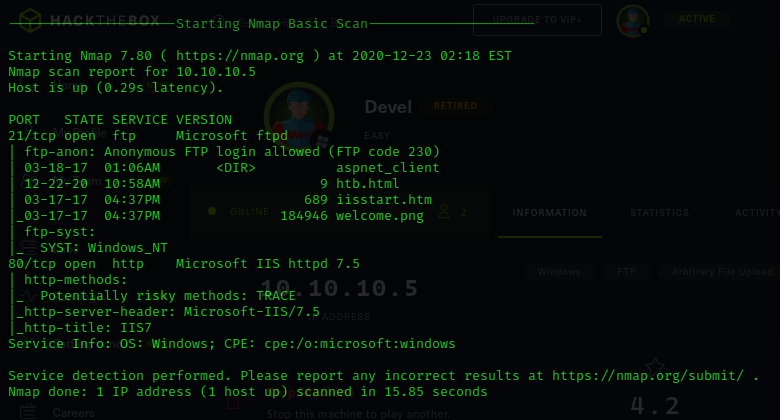 HACKTHEBOX
UPGRADE TO VIP+
ACTIVE
Starting Nmap Basic Scan
Starting Nmap 7.80 ( https://nmap.org ) at 2020-12-23 02:18 EST
Nmap scan report for 10.10.10.5
Host is up (0.29s latency).
Devel
RETIRED
EASY
PORT   STATE SERVICE VERSION
21/tcp open  ftp     Microsoft ftpd
| ftp-anon: Anonymous FTP login allowed (FTP code 230)
| 03-18-17  01:06AM       <DIR>          aspnet_client
| 12-22-20  10:58AM                    9 htb.html
| 03-17-17  04:37PM                  689 iisstart.htm
|_03-17-17  04:37PM               184946 welcome.png
| ftp-syst:
|_  SYST: Windows_NT
ONLINE
2
INFORMATION
STATISTICS
ACTIVITY
80/tcp open  http    Microsoft IIS httpd 7.5
| http-methods:
|_  Potentially risky methods: TRACE
|_http-server-header: Microsoft-IIS/7.5
|_http-title: IIS7
Service Info: OS: Windows; CPE: cpe:/o:microsoft:windows
Windows
FTP
Arbitrary File Upload
10.10.10.5
ADDRESS
Service detection performed. Please report any incorrect results at https://nmap.org/submit/ .
Nmap done: 1 IP address (1 host up) scanned in 15.85 seconds
4.2
Careers
Stop this machine to play another.